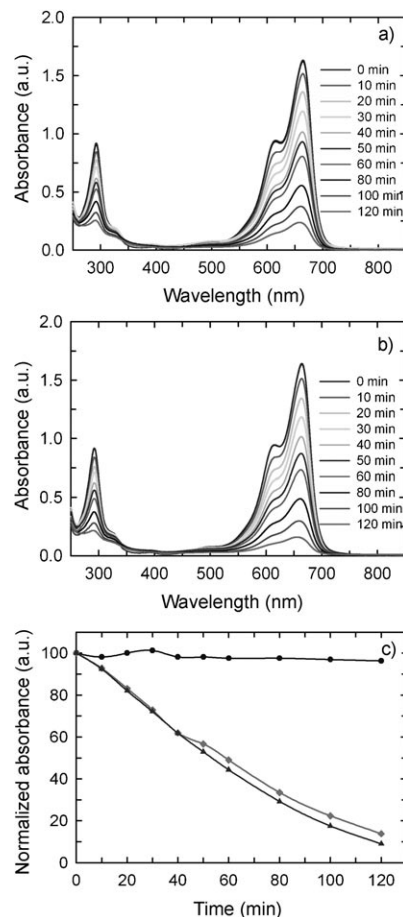 a)
2.0
1.5
1.0
0.5
0.0
Absorbance (a.u.)
0 min
10 min
20 min
30 min
40 min
50 min
60 min
80 min
100 min
120 min
300 400 500 600 700 800
Wavelength (nm)
b)
2.0
1.5
1.0
0.5
0.0
Absorbance (a.u.)
0 min
10 min
20 min
30 min
40 min
50 min
60 min
80 min
100 min
120 min
300 400 500 600 700 800
Wavelength (nm)
c)
100
80
60
40
20
0
Normalized absorbance (a.u.)
0 20 40 60 80 100 120
Time (min)